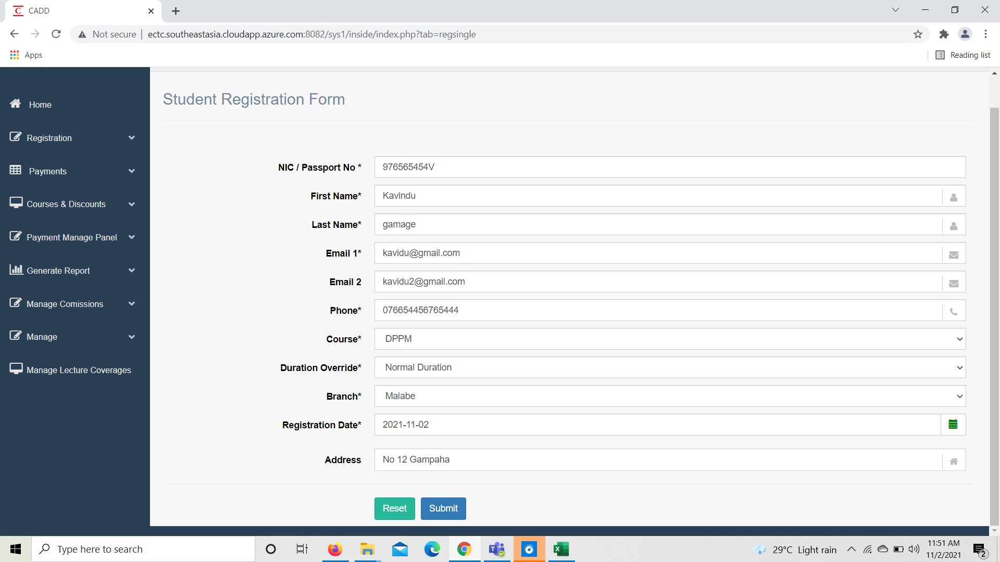 CADD
Not secure
ectc.southeastasia.cloudapp.azure.com:8082/sys1/inside/index.php?tab=regsingle
Apps
Reading list
Home
Registration
Payments
Courses & Discounts
Payment Manage Panel
Generate Report
Manage Comissions
Manage
Manage Lecture Coverages
Student Registration Form
NIC / Passport No * 976565454V
First Name* Kavindu
Last Name* gamage
Email 1* kavidu@gmail.com
Email 2 kavidu2@gmail.com
Phone* 076654456765444
Course* DPPM
Duration Override* Normal Duration
Branch* Malabe
Registration Date* 2021-11-02
Address No 12 Gampaha
Reset Submit
Type here to search
29°C Light rain
11:51 AM
11/2/2021
2